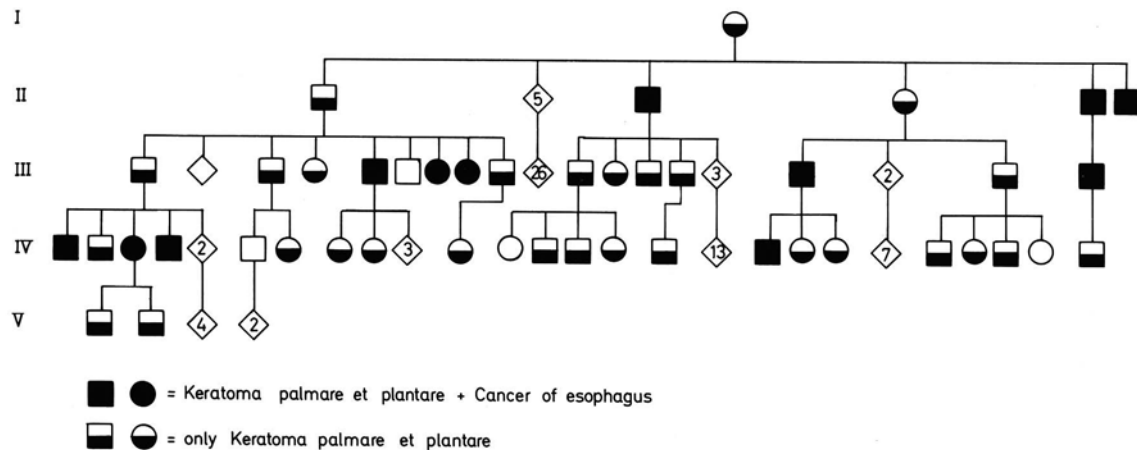 I
II
5
III
26
3
2
IV
2
3
13
7
V
4
2
= Keratoma palmare et plantare + Cancer of esophagus
= only Keratoma palmare et plantare